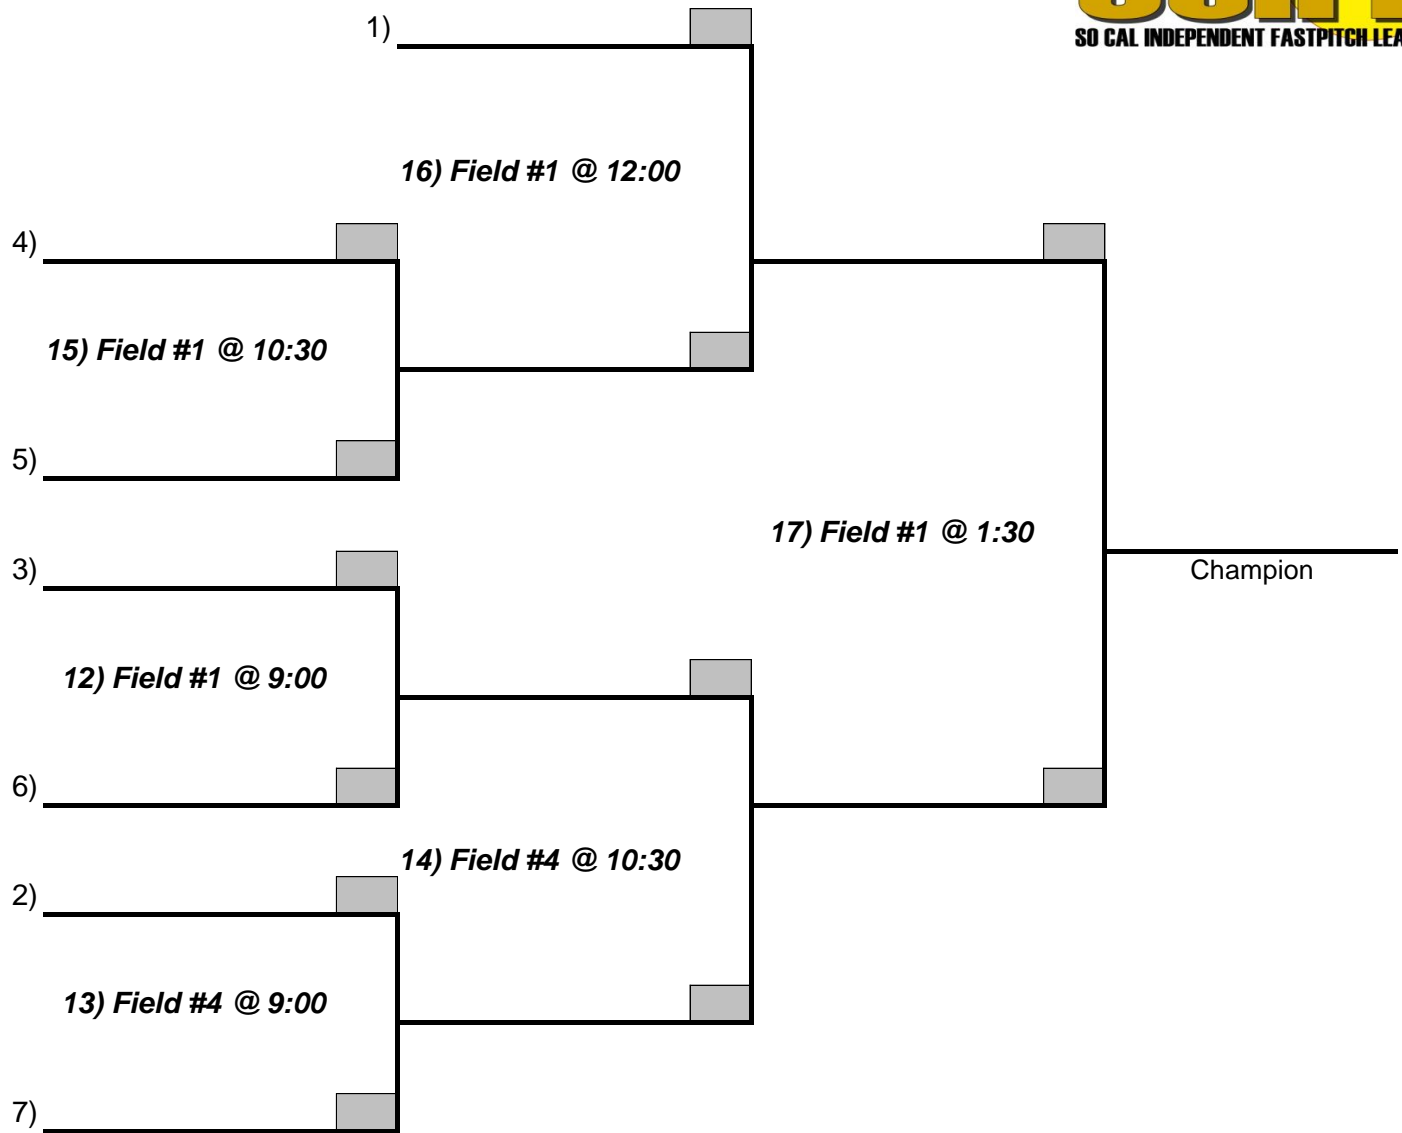 SO CAL INDEPENDENT FASTPITCH
1)
16) Field #1 @ 12:00
4)
15) Field #1 @ 10:30
5)
17) Field #1 @ 1:30
3)
Champion
12) Field #1 @ 9:00
6)
14) Field #4 @ 10:30
2)
13) Field #4 @ 9:00
7)